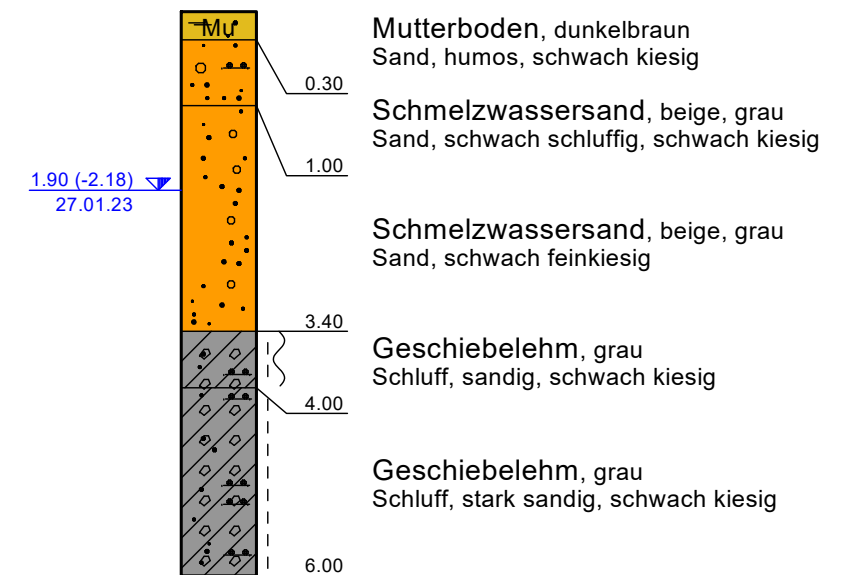 Mu
Mutterboden, dunkelbraun
Sand, humos, schwach kiesig
0.30
Schmelzwassersand, beige, grau
Sand, schwach schluffig, schwach kiesig
1.00
1.90 (-2.18)
27.01.23
Schmelzwassersand, beige, grau
Sand, schwach feinkiesig
3.40
Geschiebelehm, grau
Schluff, sandig, schwach kiesig
4.00
Geschiebelehm, grau
Schluff, stark sandig, schwach kiesig
6.00